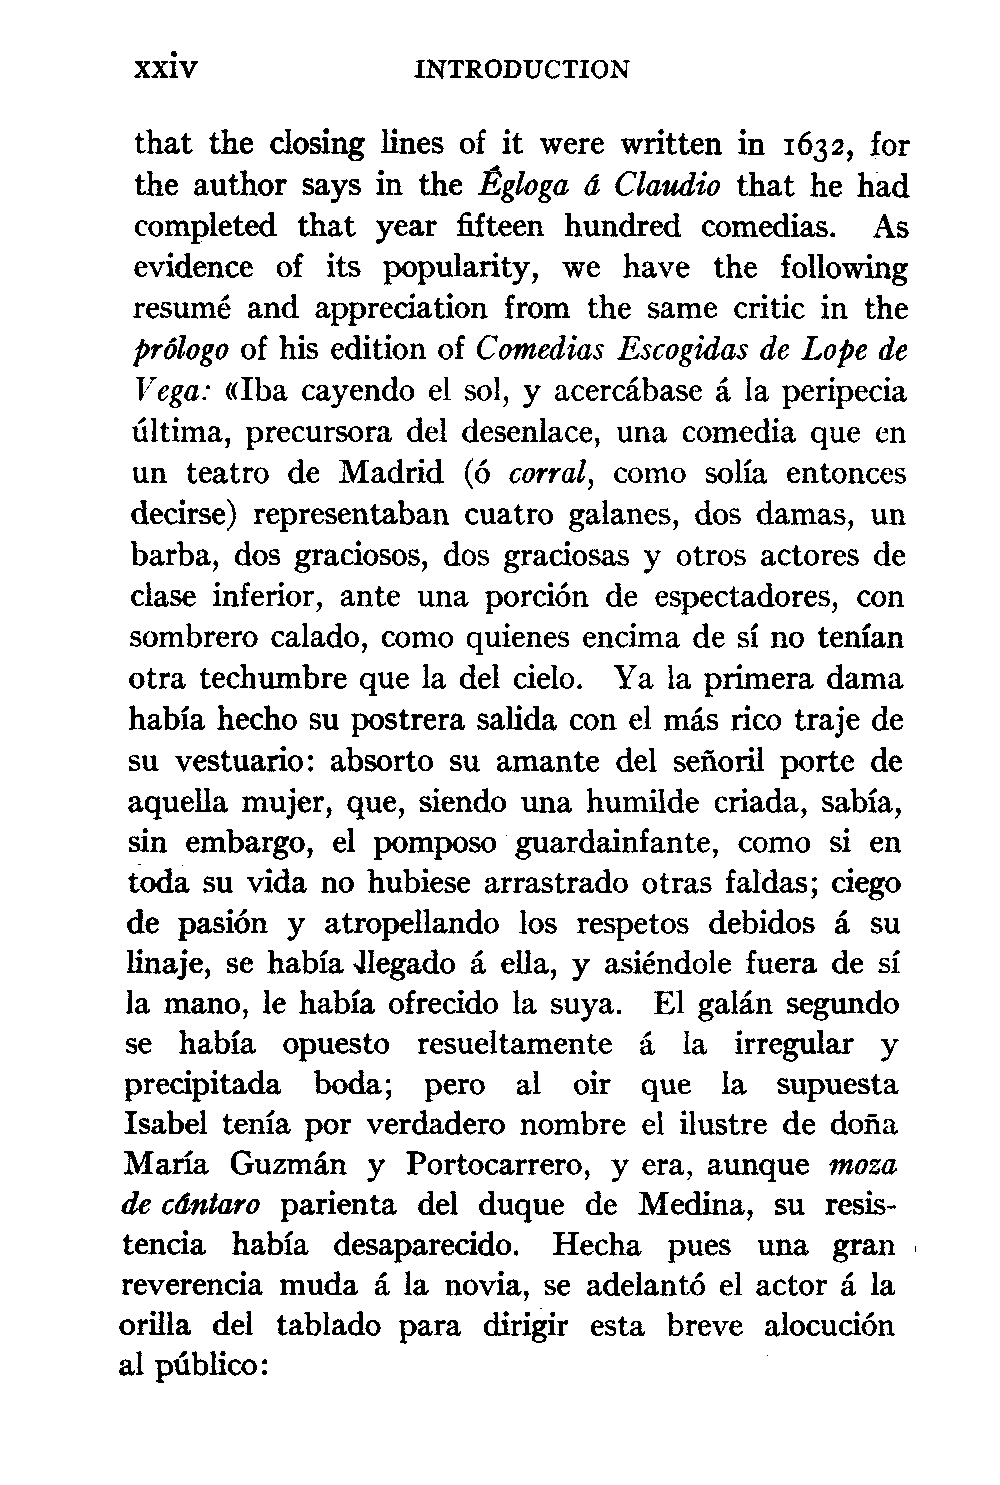 xxiv INTRODUCTION
that the closing lines of it were written in 1632, for
the author says in the Égloga á Claudio that he had
completed that year fifteen hundred comedias. As
evidence of its popularity, we have the following
resumé and appreciation from the same critic in the
prólogo of his edition of Comedias Escogidas de Lope de
Vega: «Iba cayendo el sol, y acercábase á la peripecia
última, precursora del desenlace, una comedia que en
un teatro de Madrid (ó corral, como solía entonces
decirse) representaban cuatro galanes, dos damas, un
barba, dos graciosos, dos graciosas y otros actores de
clase inferior, ante una porción de espectadores, con
sombrero calado, como quienes encima de sí no tenían
otra techumbre que la del cielo. Ya la primera dama
había hecho su postrera salida con el más rico traje de
su vestuario: absorto su amante del señoril porte de
aquella mujer, que, siendo una humilde criada, sabía,
sin embargo, el pomposo guardainfante, como si en
toda su vida no hubiese arrastrado otras faldas; ciego
de pasión y atropellando los respetos debidos á su
linaje, se había llegado á ella, y asiéndole fuera de sí
la mano, le había ofrecido la suya. El galán segundo
se había opuesto resueltamente á la irregular y
precipitada boda; pero al oir que la supuesta
Isabel tenía por verdadero nombre el ilustre de doña
María Guzmán y Portocarrero, y era, aunque moza
de cántaro parienta del duque de Medina, su resis-
tencia había desaparecido. Hecha pues una gran
reverencia muda á la novia, se adelantó el actor á la
orilla del tablado para dirigir esta breve alocución
al público: